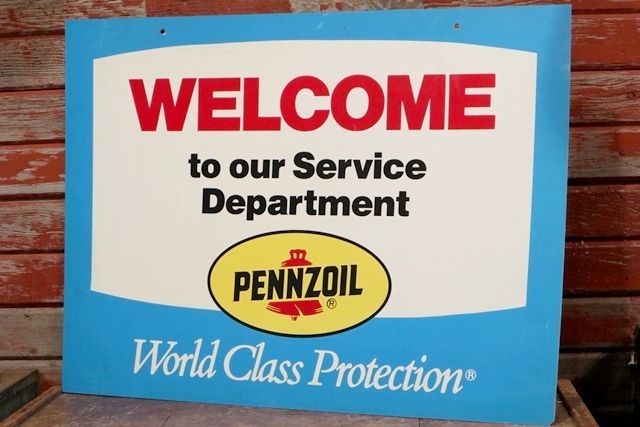 WELCOME
to our Service
Department
PENNZOIL®
World Class Protection®